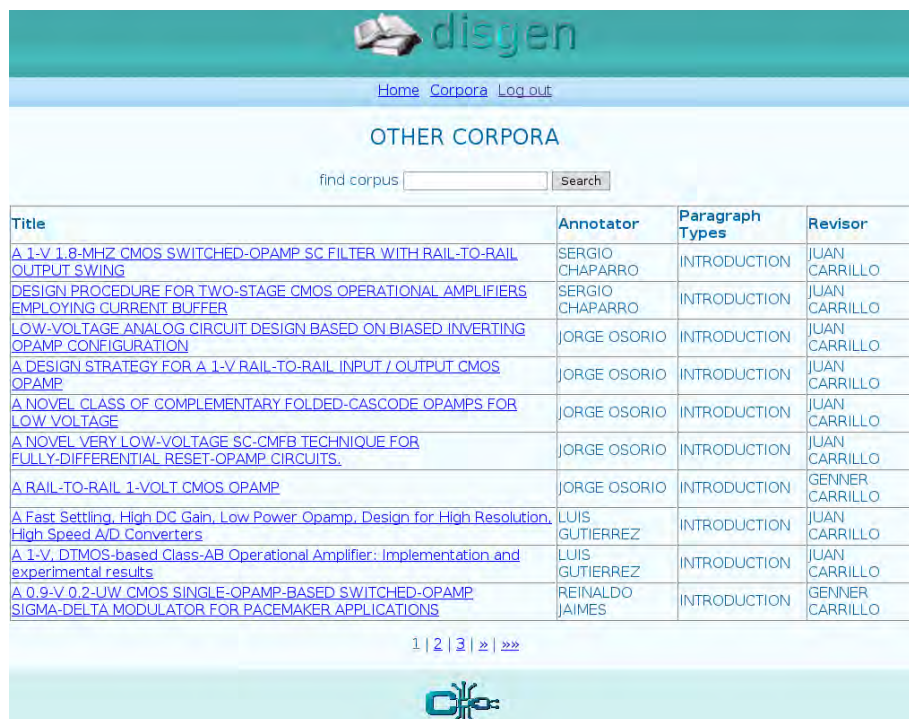 disgen
Home Corpora Log out
OTHER CORPORA
find corpus Search
Title Annotator Paragraph Types Revisor
A 1-V 1.8-MHZ CMOS SWITCHED-OPAMP SC FILTER WITH RAIL-TO-RAIL OUTPUT SWING SERGIO CHAPARRO INTRODUCTION JUAN CARRILLO
DESIGN PROCEDURE FOR TWO-STAGE CMOS OPERATIONAL AMPLIFIERS EMPLOYING CURRENT BUFFER SERGIO CHAPARRO INTRODUCTION JUAN CARRILLO
LOW-VOLTAGE ANALOG CIRCUIT DESIGN BASED ON BIASED INVERTING OPAMP CONFIGURATION JORGE OSORIO INTRODUCTION JUAN CARRILLO
A DESIGN STRATEGY FOR A 1-V RAIL-TO-RAIL INPUT / OUTPUT CMOS OPAMP JORGE OSORIO INTRODUCTION JUAN CARRILLO
A NOVEL CLASS OF COMPLEMENTARY FOLDED-CASCODE OPAMPS FOR LOW VOLTAGE JORGE OSORIO INTRODUCTION JUAN CARRILLO
A NOVEL VERY LOW-VOLTAGE SC-CMFB TECHNIQUE FOR FULLY-DIFFERENTIAL RESET-OPAMP CIRCUITS. JORGE OSORIO INTRODUCTION JUAN CARRILLO
A RAIL-TO-RAIL 1-VOLT CMOS OPAMP JORGE OSORIO INTRODUCTION GENNER CARRILLO
A Fast Settling, High DC Gain, Low Power Opamp, Design for High Resolution, High Speed A/D Converters LUIS GUTIERREZ INTRODUCTION JUAN CARRILLO
A 1-V, DTMOS-based Class-AB Operational Amplifier: Implementation and experimental results LUIS GUTIERREZ INTRODUCTION JUAN CARRILLO
A 0.9-V 0.2-UW CMOS SINGLE-OPAMP-BASED SWITCHED-OPAMP SIGMA-DELTA MODULATOR FOR PACEMAKER APPLICATIONS REINALDO JAIMES INTRODUCTION GENNER CARRILLO
1 | 2 | 3 | » | »»